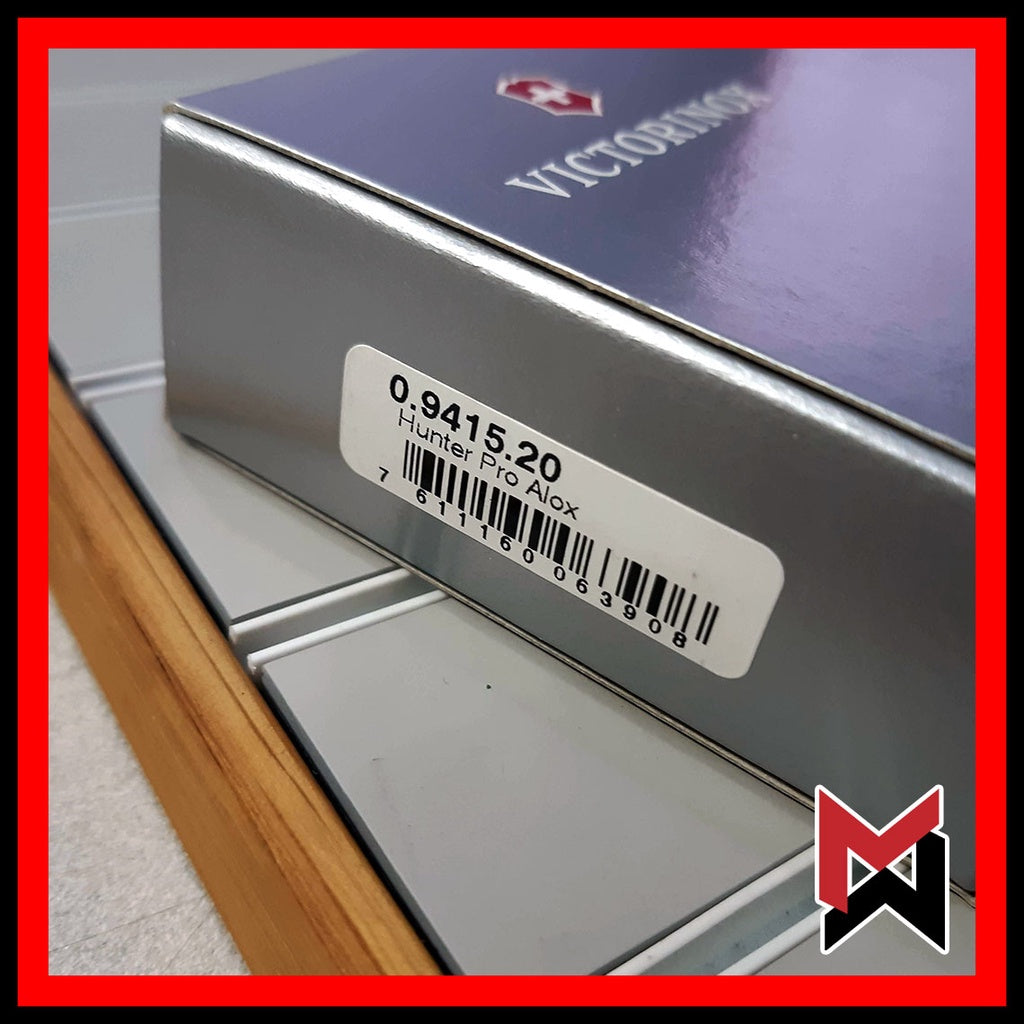 VICTORINOX
0.9415.20
Hunter Pro Alox
7 611160 063908